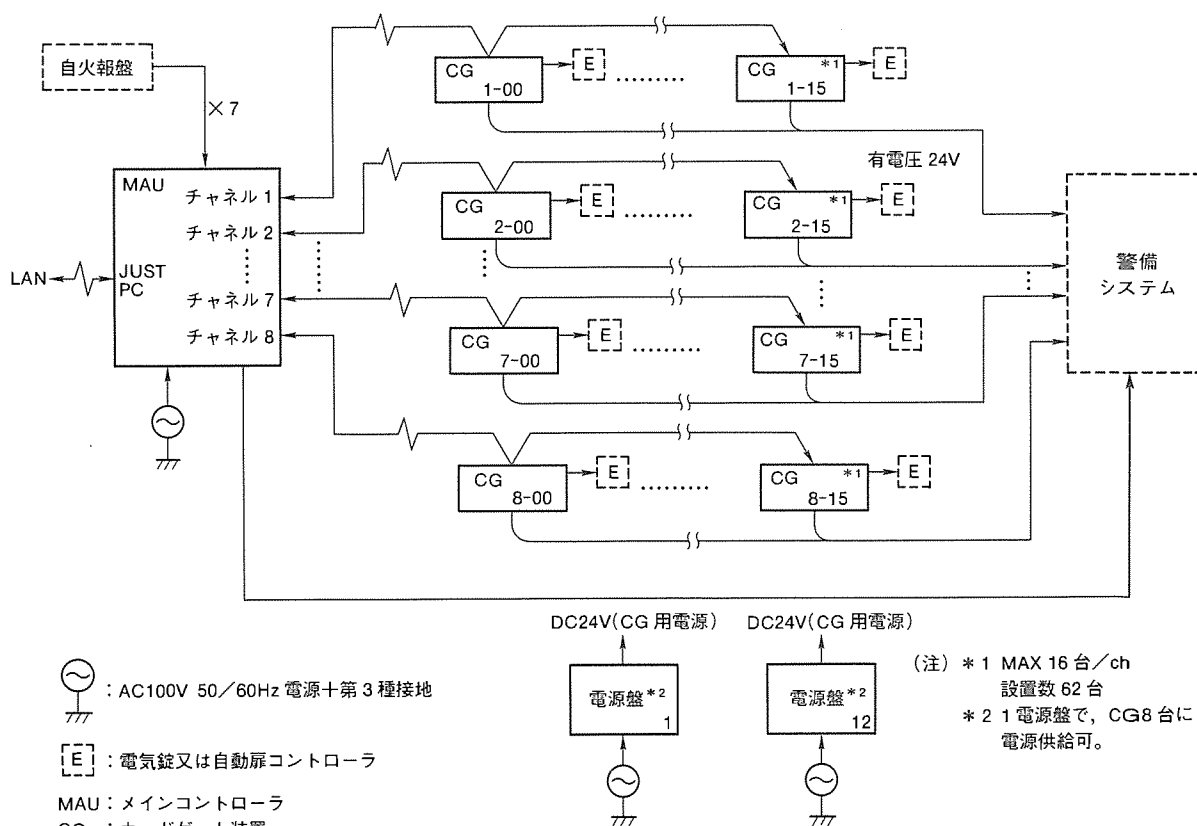 自火報盤
×7
MAU
チャネル 1
チャネル 2
JUST
PC
チャネル 7
チャネル 8
LAN
CG
1-00
E
CG *1
1-15
E
有電圧 24V
CG
2-00
E
CG *1
2-15
E
CG
7-00
E
CG *1
7-15
E
CG
8-00
E
CG *1
8-15
E
警備
システム
DC24V(CG 用電源)
DC24V(CG 用電源)
電源盤*2
1
電源盤*2
12
(注) *1 MAX 16 台/ch
設置数 62 台
*2 1 電源盤で,CG8 台に
電源供給可。
:AC100V 50/60Hz 電源+第 3 種接地
E :電気錠又は自動扉コントローラ
MAU:メインコントローラ